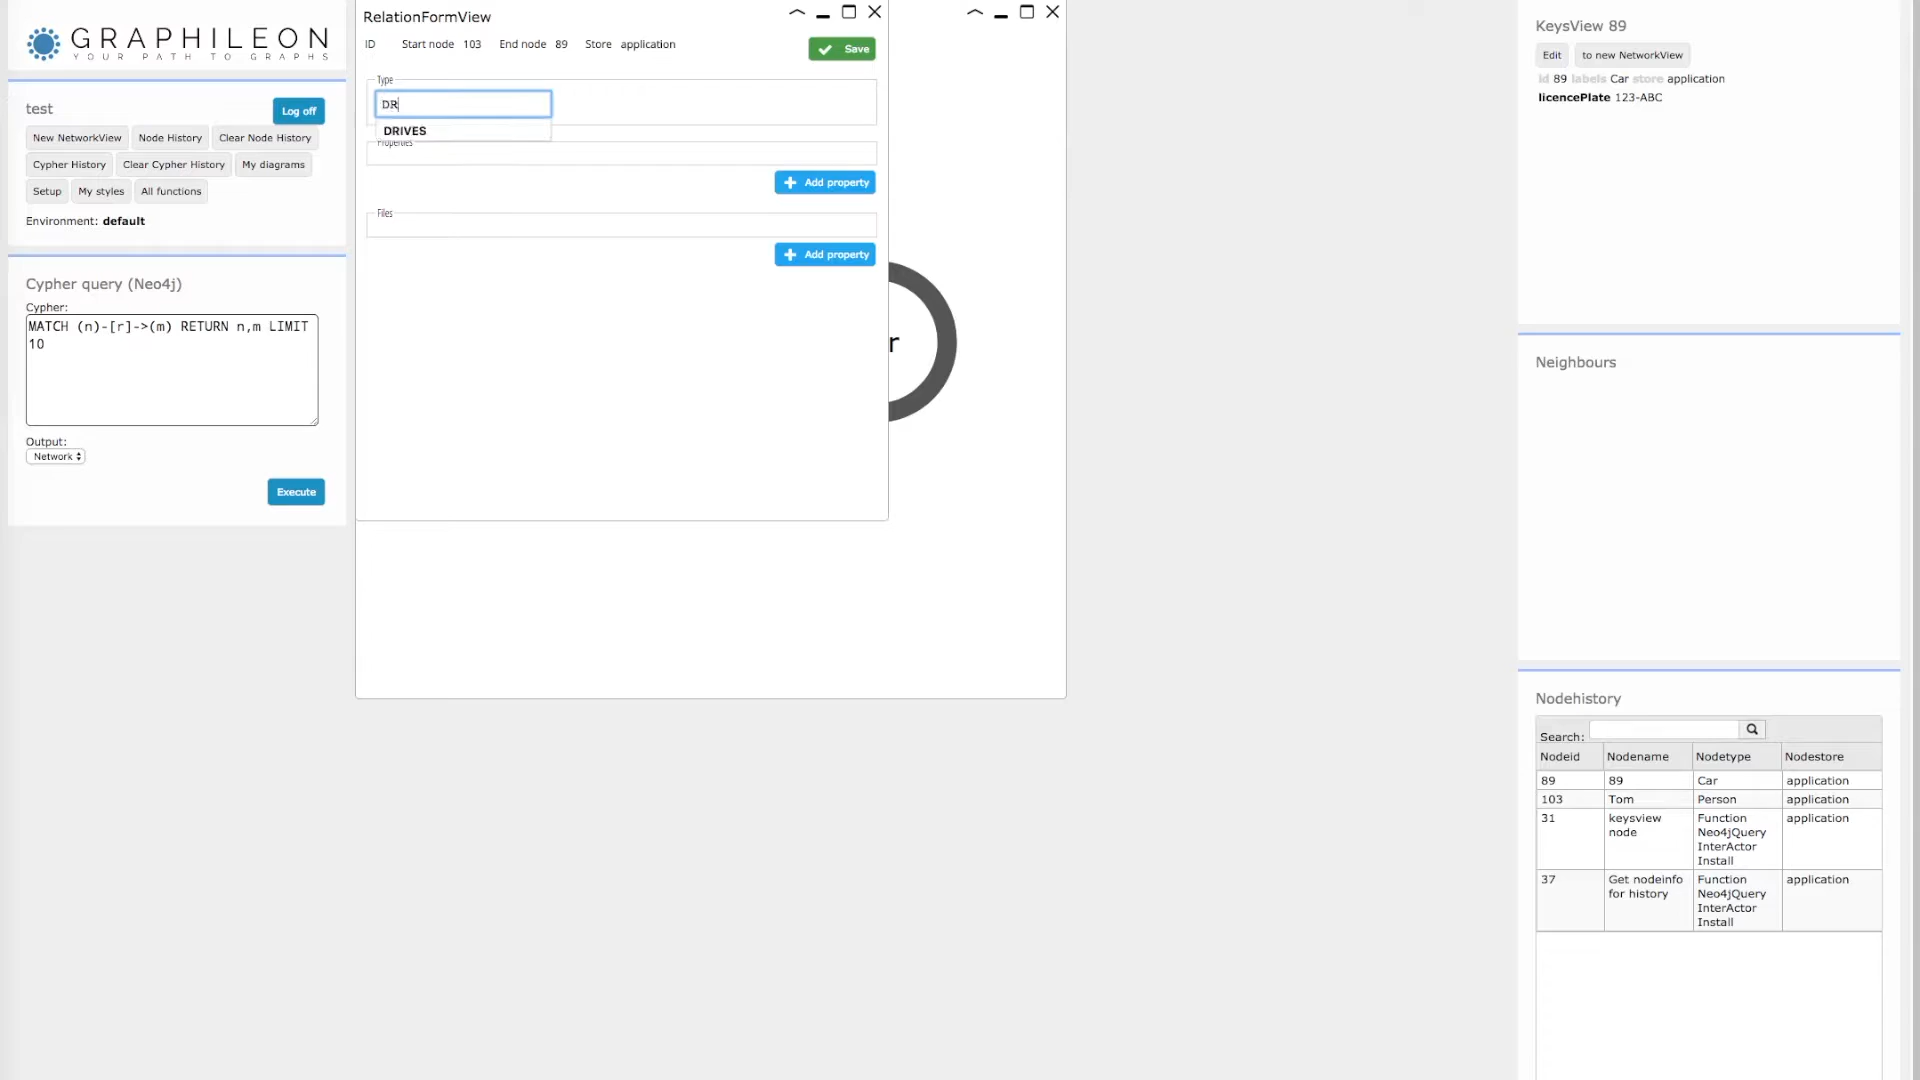 GRAPHILEON
YOUR PATH TO GRAPHS
test
Log off
New NetworkView
Node History
Clear Node History
Cypher History
Clear Cypher History
My diagrams
Setup
My styles
All functions
Environment: default
Cypher query (Neo4j)
Cypher:
MATCH (n)-[r]->(m) RETURN n,m LIMIT
10
Output:
Network
Execute
RelationFormView
ID Start node 103 End node 89 Store application
Save
Type
DR
DRIVES
Properties
Add property
Files
Add property
r
KeysView 89
Edit
to new NetworkView
id 89 labels Car store application
licencePlate 123-ABC
Neighbours
Nodehistory
Search:
Nodeid Nodename Nodetype Nodestore
89 89 Car application
103 Tom Person application
31 keysview Function application
node Neo4jQuery
InterActor
Install
37 Get nodeinfo Function application
for history Neo4jQuery
InterActor
Install